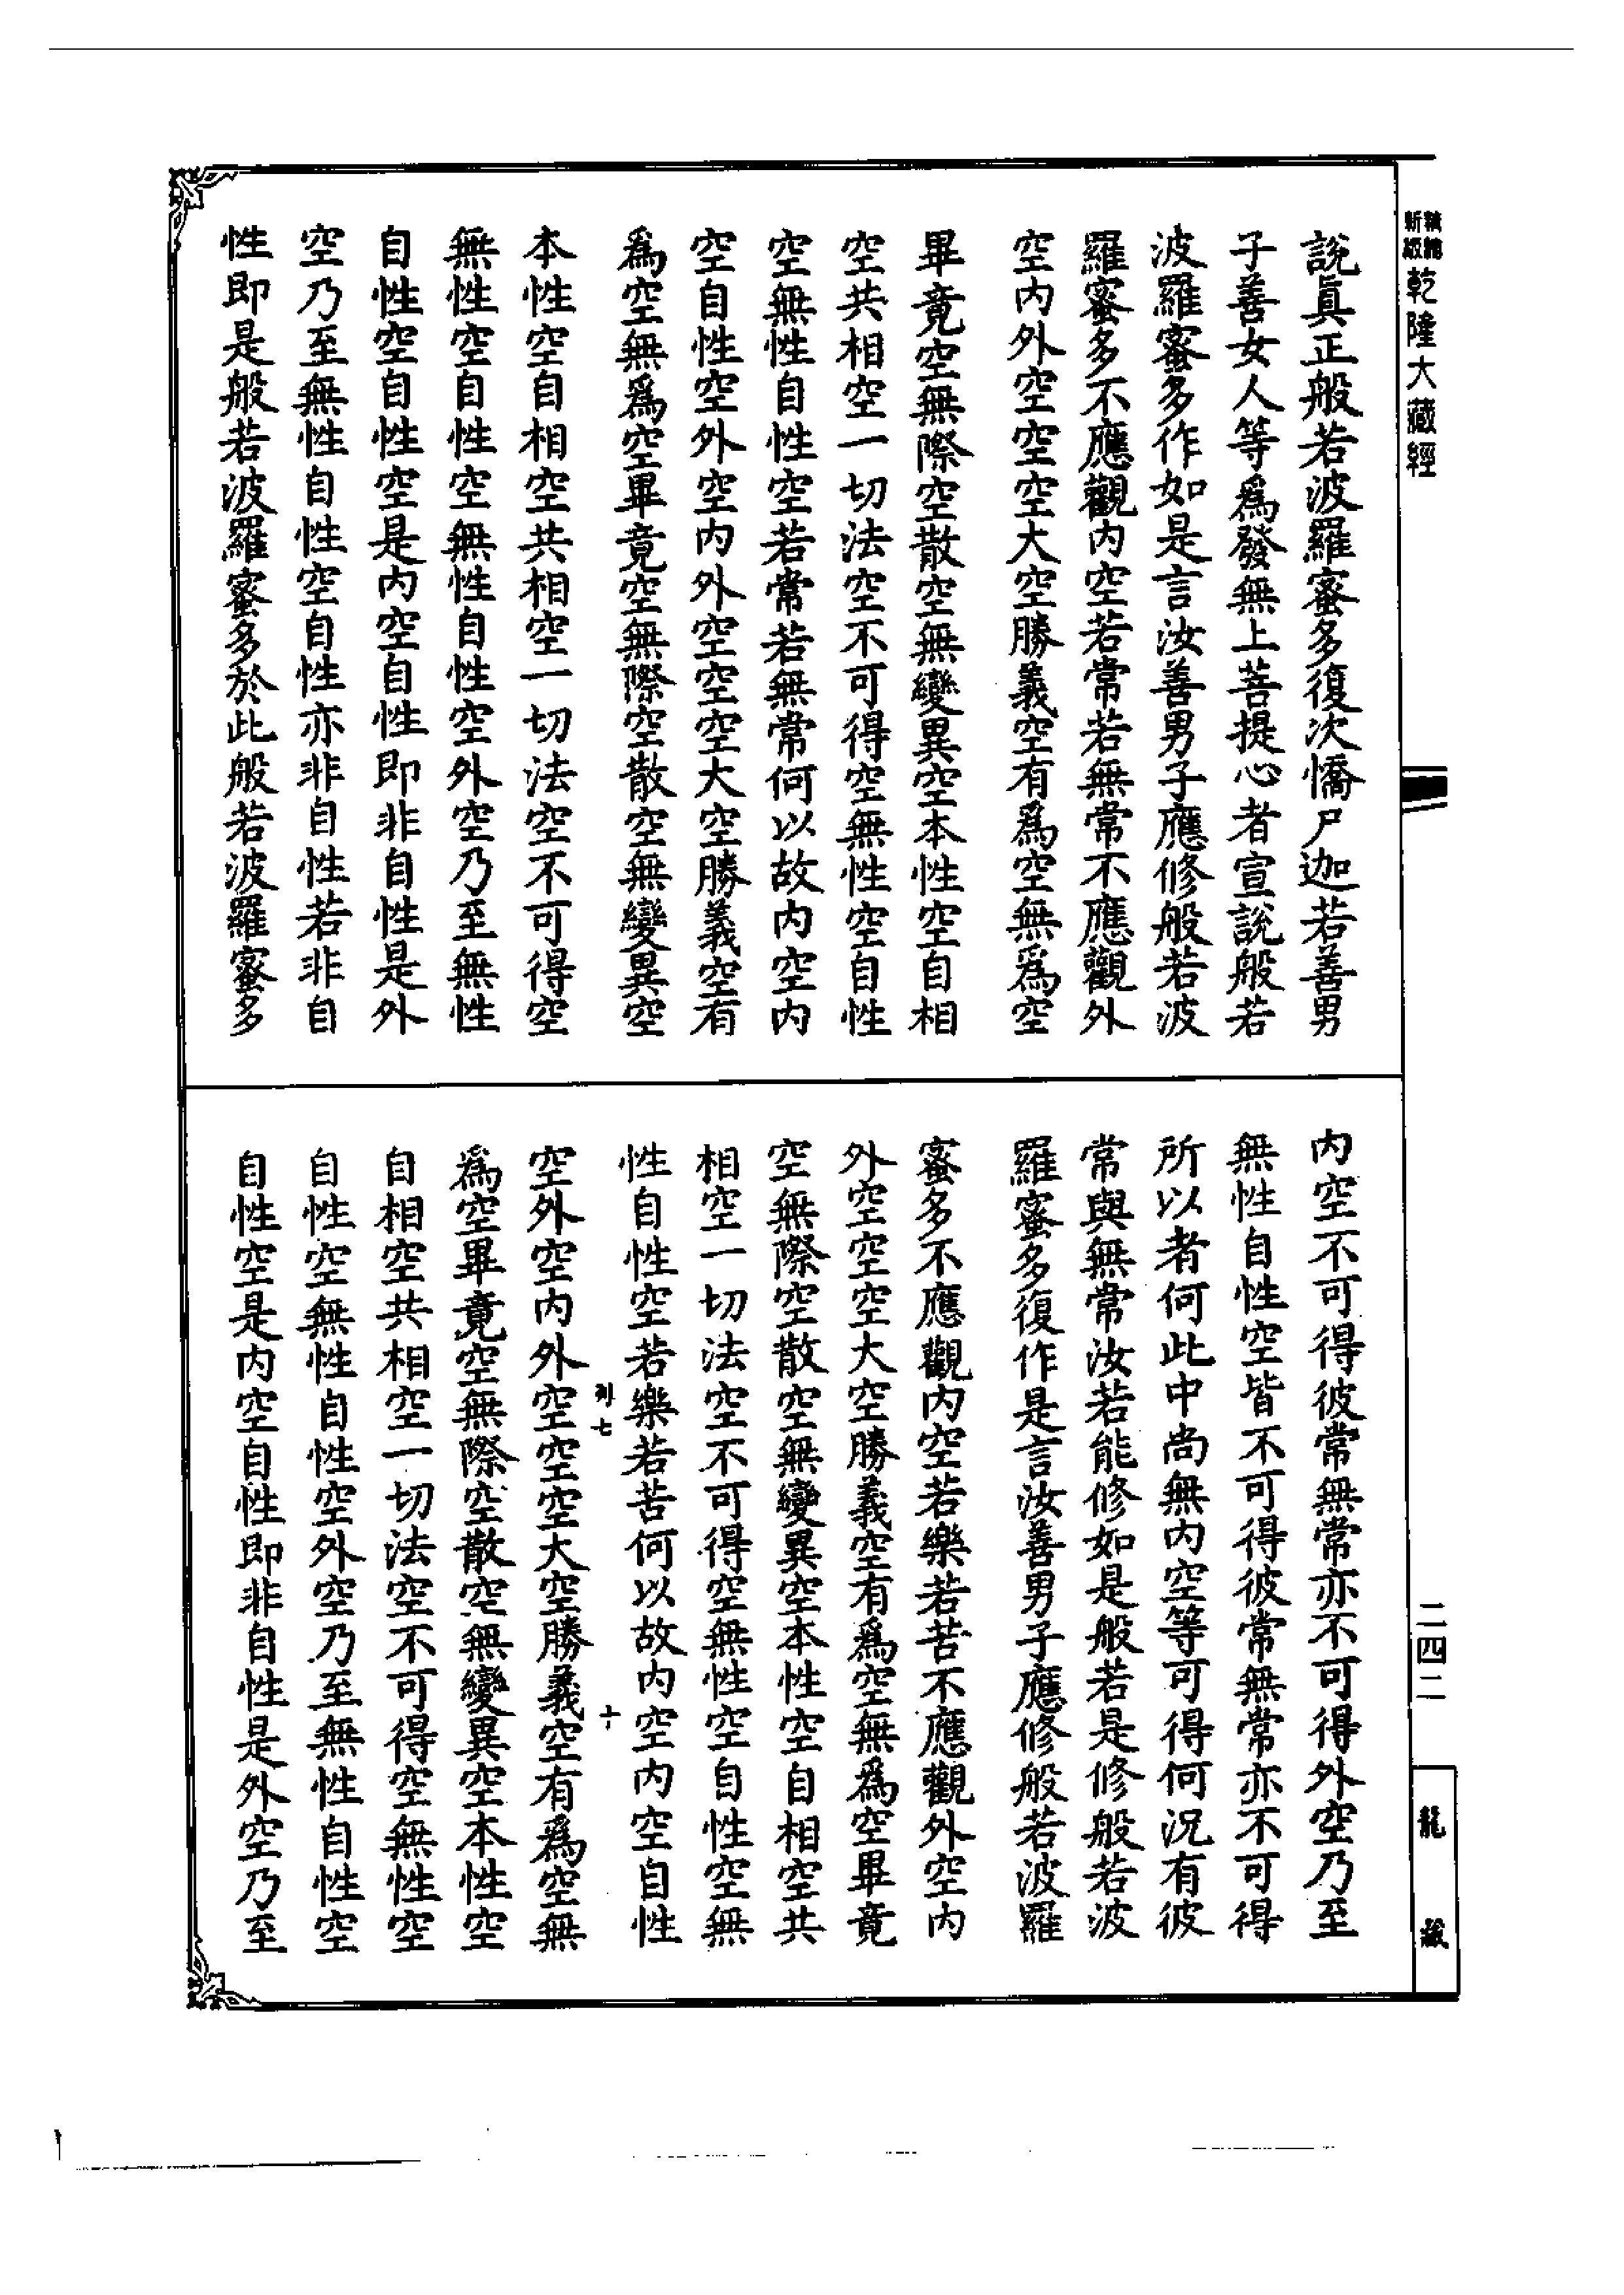 新編縮版乾隆大藏經
說真正般若波羅蜜多復次憍尸迦若善男
子善女人等為發無上菩提心者宣說般若
波羅蜜多作如是言汝善男子應修般若波
羅蜜多不應觀內空若常若無常不應觀外
空內外空空空大空勝義空有為空無為空
畢竟空無際空散空無變異空本性空自相
空共相空一切法空不可得空無性空自性
空無性自性空若常若無常何以故內空內
空自性空外空內外空空空大空勝義空有
為空無為空畢竟空無際空散空無變異空
本性空自相空共相空一切法空不可得空
無性空自性空無性自性空外空乃至無性
自性空自性空是內空自性即非自性是外
空乃至無性自性空自性亦非自性若非自
性即是般若波羅蜜多於此般若波羅蜜多
內空不可得彼常無常亦不可得外空乃至
無性自性空皆不可得彼常無常亦不可得
所以者何此中尚無內空等可得何況有彼
常與無常汝若能修如是般若是修般若波
羅蜜多復作是言汝善男子應修般若波羅
蜜多不應觀內空若樂若苦不應觀外空內
外空空空大空勝義空有為空無為空畢竟
空無際空散空無變異空本性空自相空共
相空一切法空不可得空無性空自性空無
性自性空若樂若苦何以故內空內空自性
列七 十
空外空內外空空空大空勝義空有為空無
為空畢竟空無際空散空無變異空本性空
自相空共相空一切法空不可得空無性空
自性空無性自性空外空乃至無性自性空
自性空是內空自性即非自性是外空乃至
二四二
龍藏